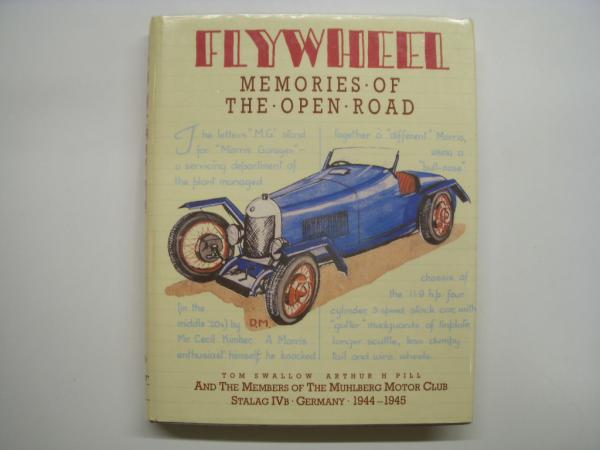 FLYWHEEL
MEMORIES·OF
THE·OPEN·ROAD
The letters "M.G." stand
for "Morris Garages" -
a servicing department of
the plant managed
together a "different" Morris,
using a
"bull-nose"
chassis of
the 11·9 h.p. four
cylinder, 3 speed stock car, with
"gutter" mudguards of tinplate,
longer scuttle, less dumpy
tail and wire wheels.
(in the
middle '20s) by
Mr. Cecil Kimber. A Morris
enthusiast himself, he knocked
D.M.
TOM SWALLOW ARTHUR H PILL
AND THE MEMBERS OF THE MUHLBERG MOTOR CLUB
STALAG IVB · GERMANY · 1944–1945